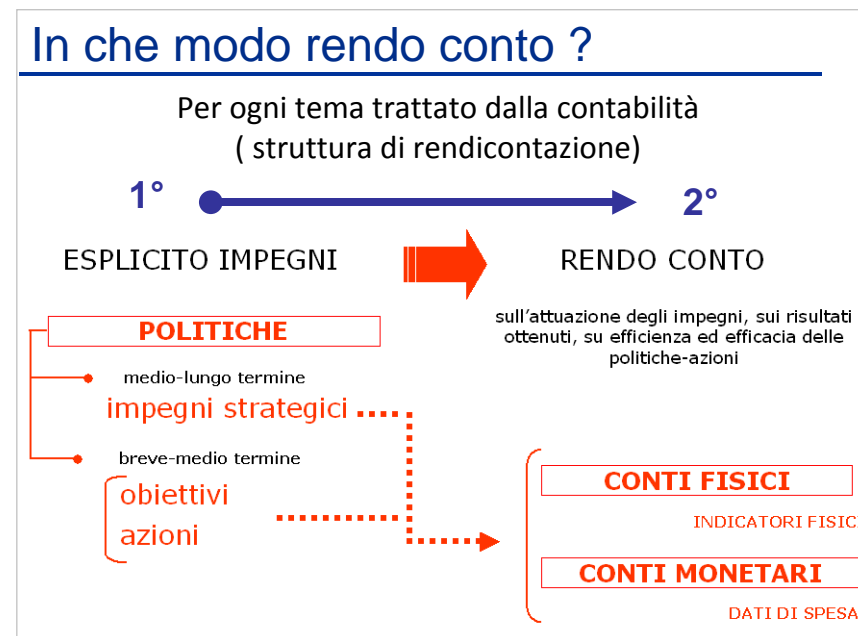 In che modo rendo conto ?
Per ogni tema trattato dalla contabilità
( struttura di rendicontazione)
1°
2°
ESPLICITO IMPEGNI
RENDO CONTO
sull'attuazione degli impegni, sui risultati
ottenuti, su efficienza ed efficacia delle
politiche-azioni
POLITICHE
medio-lungo termine
impegni strategici
breve-medio termine
obiettivi
azioni
CONTI FISICI
INDICATORI FISICI
CONTI MONETARI
DATI DI SPESA